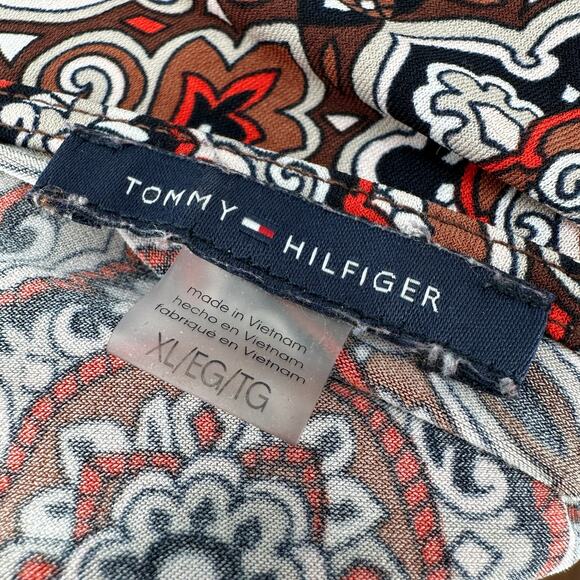 TOMMY HILFIGER
made in Vietnam
hecho en Vietnam
fabriqué en Vietnam
XL/EG/TG